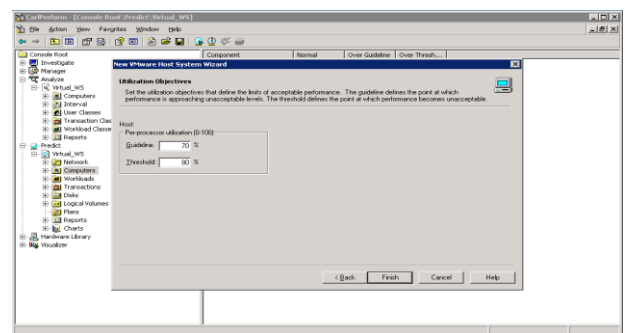 CarlPerform - [Console Root\Predict\Virtual_WS]
File Action View Favorites Window Help
Console Root
Investigate
Manager
Analyze
Virtual_WS
Computers
Interval
User Classes
Transaction Clas
Workload Classe
Reports
Predict
Virtual_WS
Network
Computers
Workloads
Transactions
Disks
Logical Volumes
Plans
Reports
Charts
Hardware Library
Visualizer
Component Normal Over Guideline Over Thresh...
New VMware Host System Wizard
Utilization Objectives
Set the utilization objectives that define the limits of acceptable performance. The guideline defines the point at which
performance is approaching unacceptable levels. The threshold defines the point at which performance becomes unacceptable.
Host:
Per-processor utilization (0-100)
Guideline: 70 %
Threshold: 80 %
< Back Finish Cancel Help